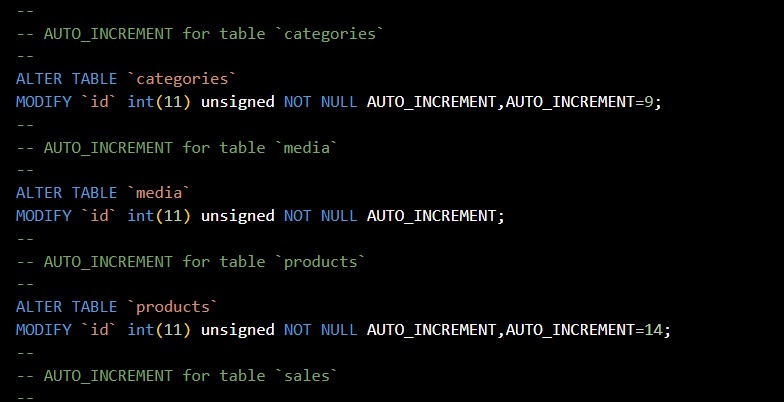 --
-- AUTO_INCREMENT for table `categories`
--
ALTER TABLE `categories`
MODIFY `id` int(11) unsigned NOT NULL AUTO_INCREMENT,AUTO_INCREMENT=9;
--
-- AUTO_INCREMENT for table `media`
--
ALTER TABLE `media`
MODIFY `id` int(11) unsigned NOT NULL AUTO_INCREMENT;
--
-- AUTO_INCREMENT for table `products`
--
ALTER TABLE `products`
MODIFY `id` int(11) unsigned NOT NULL AUTO_INCREMENT,AUTO_INCREMENT=14;
--
-- AUTO_INCREMENT for table `sales`
--